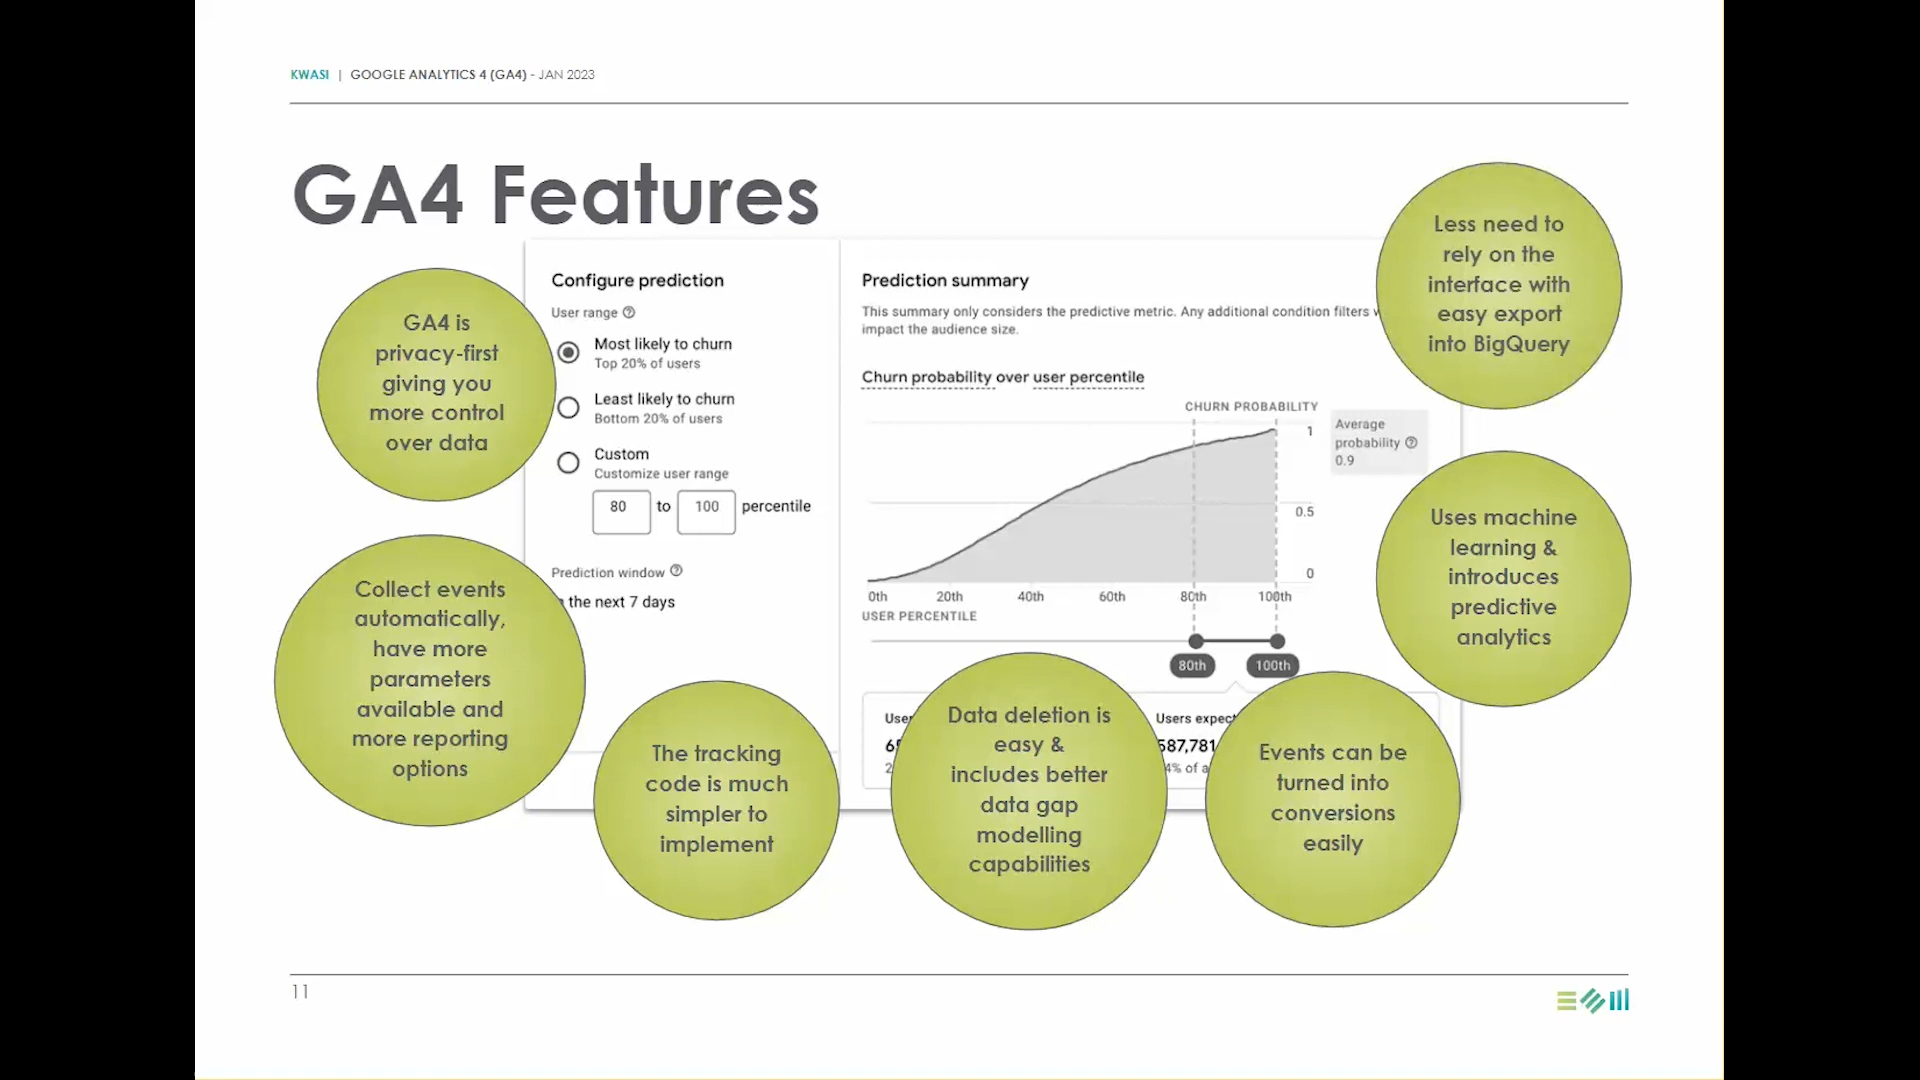 KWASI | GOOGLE ANALYTICS 4 (GA4) - JAN 2023
GA4 Features
GA4 is
privacy-first
giving you
more control
over data
Collect events
automatically,
have more
parameters
available and
more reporting
options
The tracking
code is much
simpler to
implement
Data deletion is
easy &
includes better
data gap
modelling
capabilities
Events can be
turned into
conversions
easily
Uses machine
learning &
introduces
predictive
analytics
Less need to
rely on the
interface with
easy export
into BigQuery
Configure prediction
User range
Most likely to churn
Top 20% of users
Least likely to churn
Bottom 20% of users
Custom
Customize user range
80 to 100 percentile
Prediction window
the next 7 days
Prediction summary
This summary only considers the predictive metric. Any additional condition filters
impact the audience size.
Churn probability over user percentile
CHURN PROBABILITY
1
0.5
0
Average
probability
0.9
0th 20th 40th 60th 80th 100th
USER PERCENTILE
80th 100th
Users
587,781
4% of
11